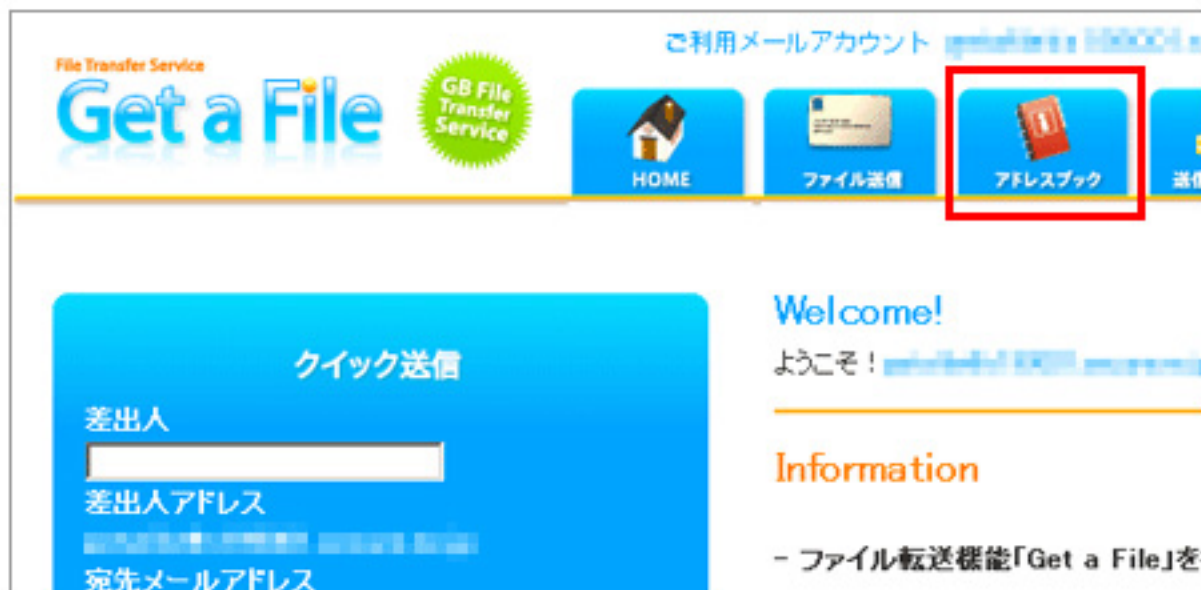 ご利用メールアカウント
File Transfer Service
Get a File
GB File
Transfer
Service
HOME
ファイル送信
アドレスブック
送信
Welcome!
ようこそ！
クイック送信
差出人
差出人アドレス
宛先メールアドレス
Information
- ファイル転送機能「Get a File」を